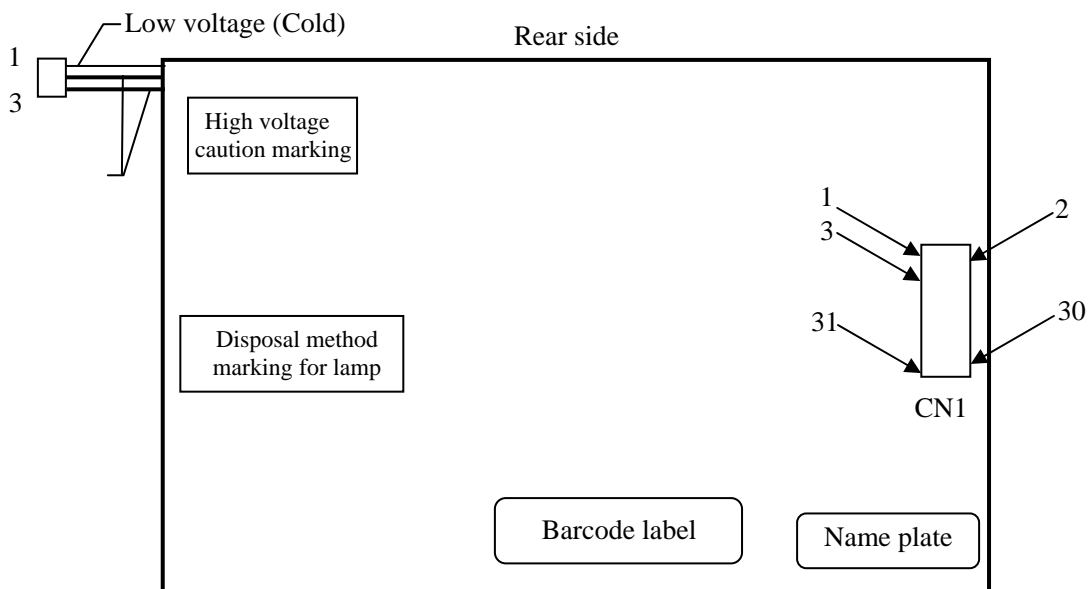 Low voltage (Cold)
Rear side
1
3
High voltage
caution marking
1
2
3
31
30
Disposal method
marking for lamp
CN1
Barcode label
Name plate